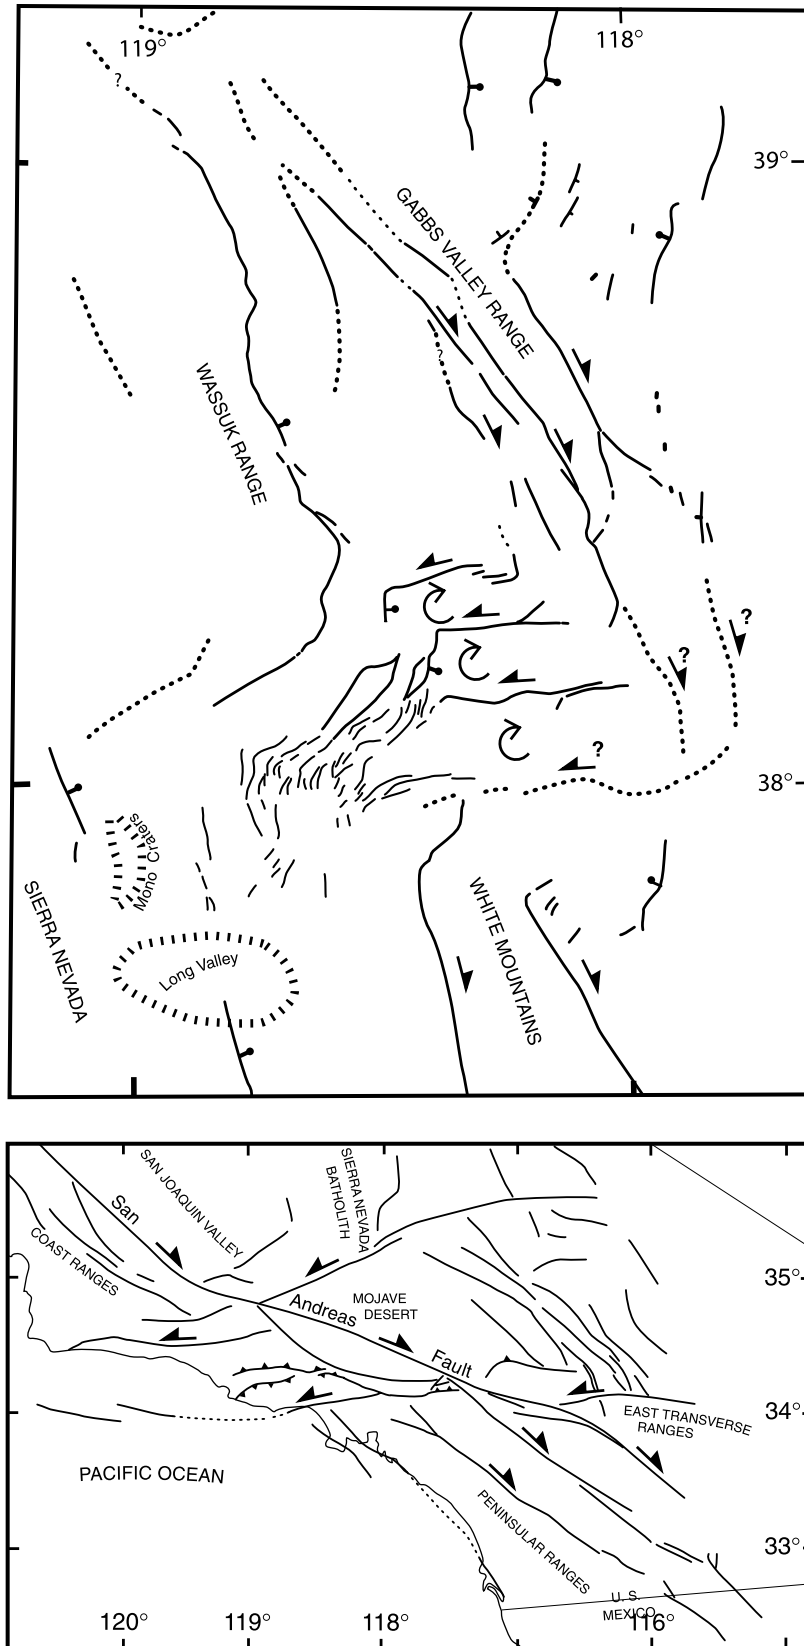 119°
118°
?
39°
GABBS VALLEY RANGE
?
WASSUK RANGE
?
?
?
38°
Mono Craters
SIERRA NEVADA
WHITE MOUNTAINS
Long Valley
SAN JOAQUIN VALLEY
SIERRA NEVADA
BATHOLITH
San
COAST RANGES
35°
Andreas
MOJAVE
DESERT
Fault
34°
EAST TRANSVERSE
RANGES
PACIFIC OCEAN
PENINSULAR RANGES
33°
U. S.
MEXICO
120°
119°
118°
116°